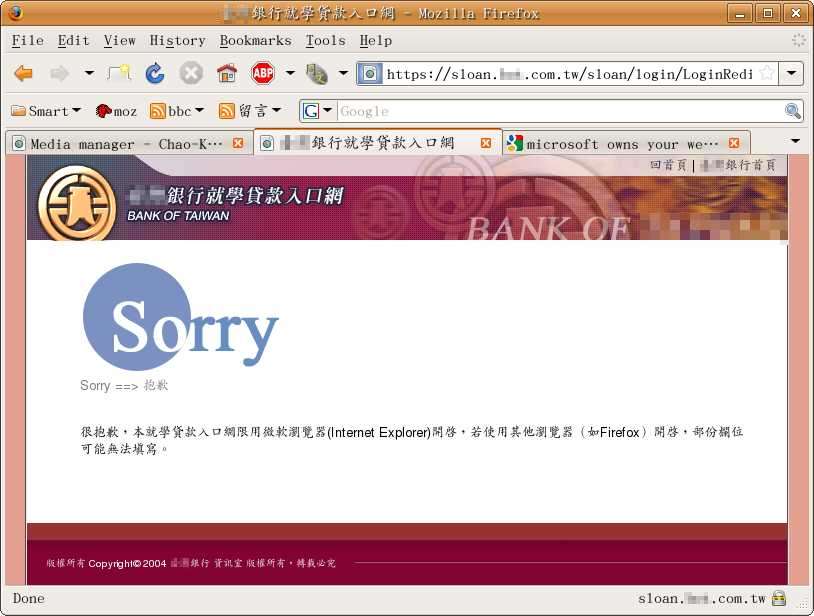 銀行就學貸款入口網 - Mozilla Firefox
File Edit View History Bookmarks Tools Help
ABP https://sloan. .com.tw/sloan/login/LoginRedi
Smart moz bbc 留言 G Google
Media manager - Chao-K... 銀行就學貸款入口網 microsoft owns your we...
回首頁 | 銀行首頁
銀行就學貸款入口網
BANK OF TAIWAN
BANK OF
Sorry
Sorry ==> 抱歉
很抱歉，本就學貸款入口網限用微軟瀏覽器(Internet Explorer)開啓，若使用其他瀏覽器（如Firefox）開啓，部份欄位
可能無法填寫。
版權所有 Copyright© 2004 銀行 資訊室 版權所有，轉載必究
Done sloan. .com.tw